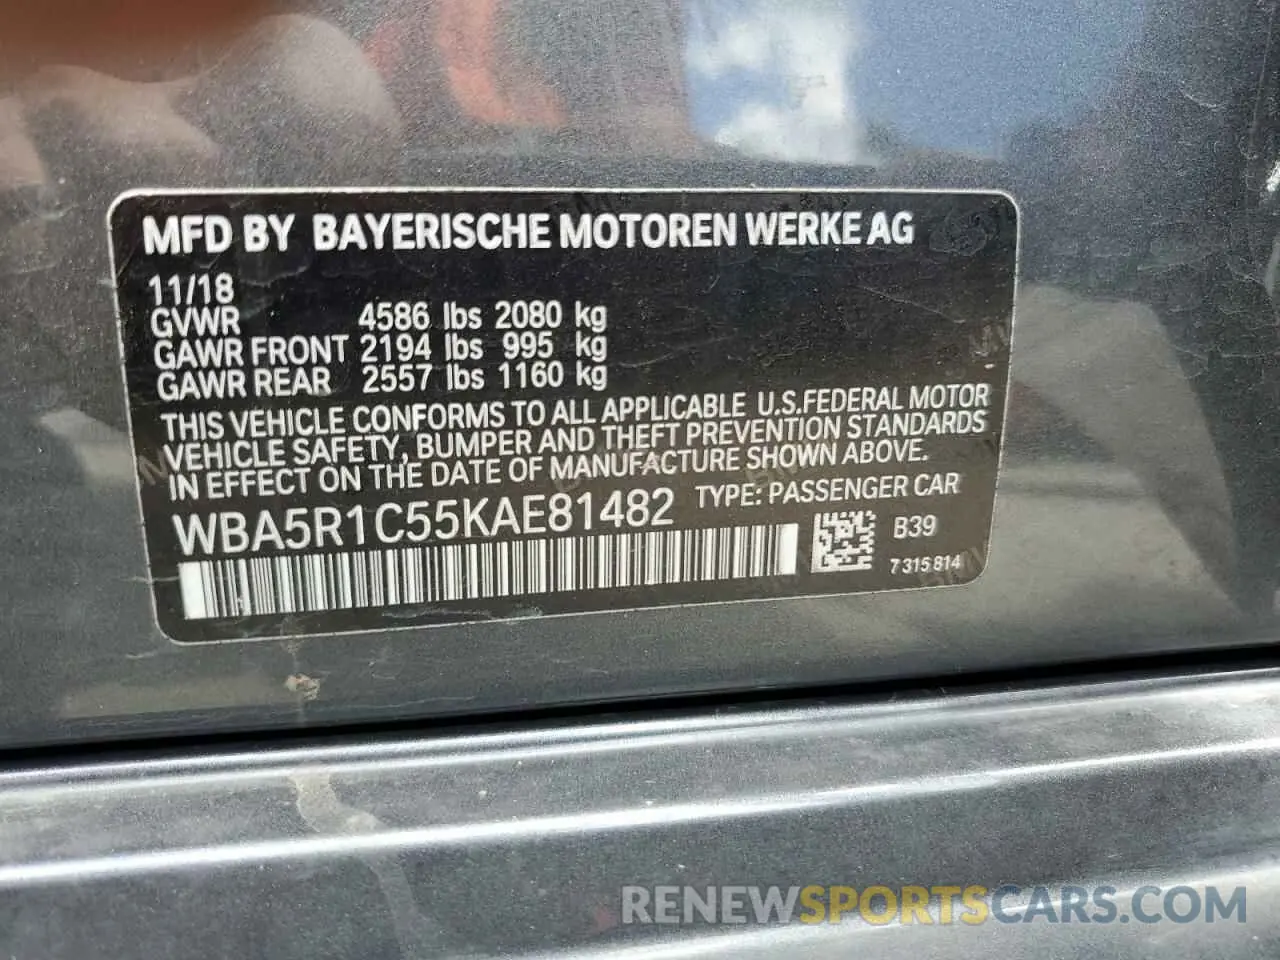 MFD BY BAYERISCHE MOTOREN WERKE AG
11/18
GVWR 4586 lbs 2080 kg
GAWR FRONT 2194 lbs 995 kg
GAWR REAR 2557 lbs 1160 kg
THIS VEHICLE CONFORMS TO ALL APPLICABLE U.S.FEDERAL MOTOR
VEHICLE SAFETY, BUMPER AND THEFT PREVENTION STANDARDS
IN EFFECT ON THE DATE OF MANUFACTURE SHOWN ABOVE.
WBA5R1C55KAE81482 TYPE: PASSENGER CAR
B39
7 315 814
RENEWSPORTSCARS.COM